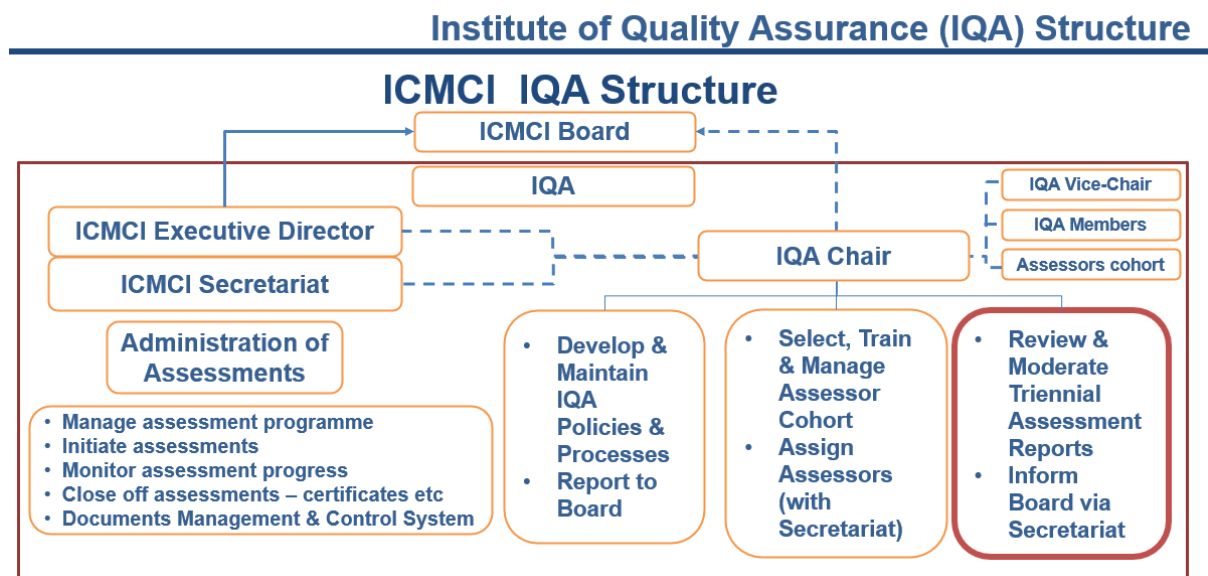 Institute of Quality Assurance (IQA) Structure
ICMCI IQA Structure
ICMCI Board
IQA
IQA Vice-Chair
IQA Members
Assessors cohort
ICMCI Executive Director
ICMCI Secretariat
IQA Chair
Administration of
Assessments
• Manage assessment programme
• Initiate assessments
• Monitor assessment progress
• Close off assessments – certificates etc
• Documents Management & Control System
• Develop &
Maintain
IQA
Policies &
Processes
• Report to
Board
• Select, Train
& Manage
Assessor
Cohort
• Assign
Assessors
(with
Secretariat)
• Review &
Moderate
Triennial
Assessment
Reports
• Inform
Board via
Secretariat